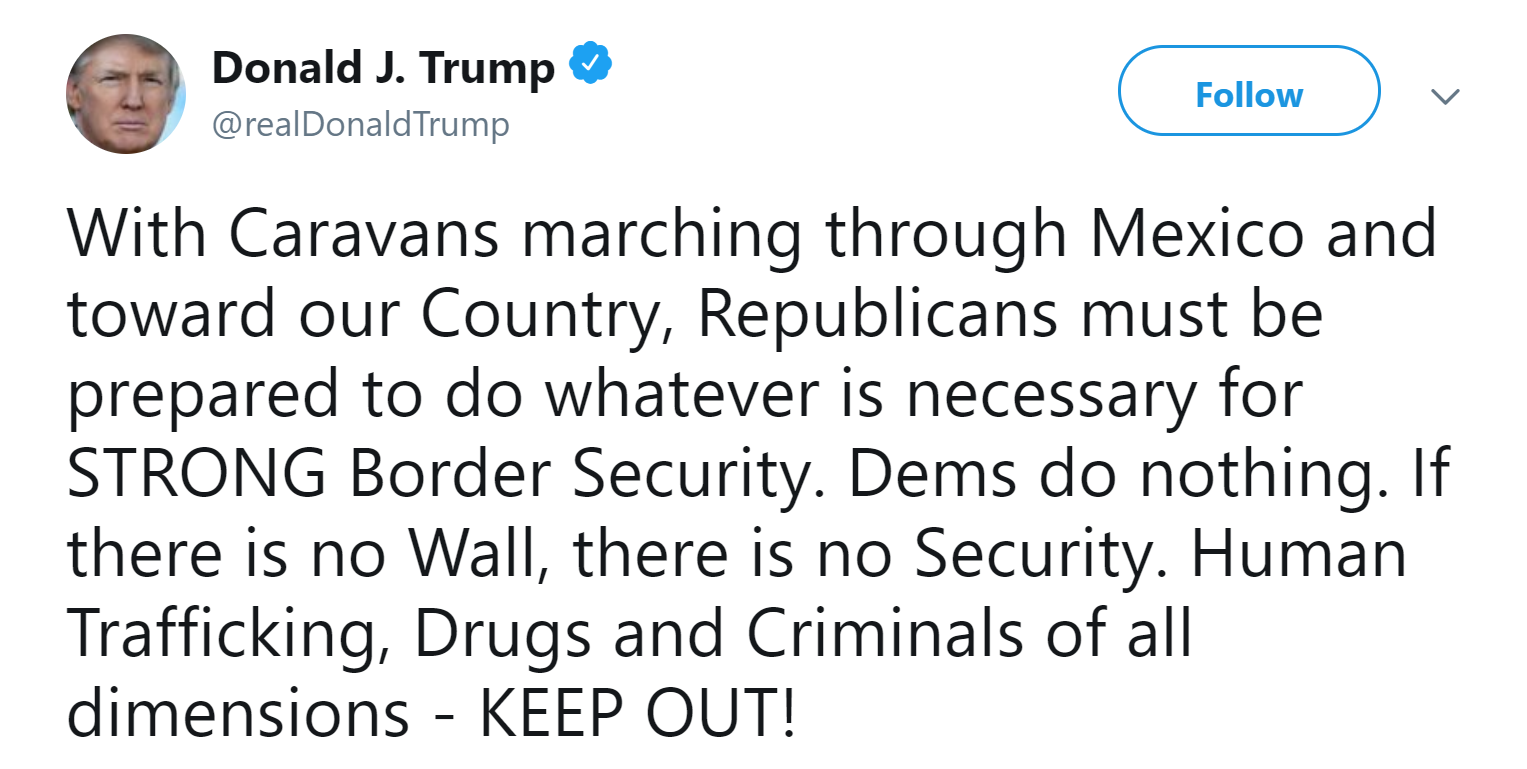 Donald J. Trump
@realDonaldTrump
Follow
With Caravans marching through Mexico and
toward our Country, Republicans must be
prepared to do whatever is necessary for
STRONG Border Security. Dems do nothing. If
there is no Wall, there is no Security. Human
Trafficking, Drugs and Criminals of all
dimensions - KEEP OUT!